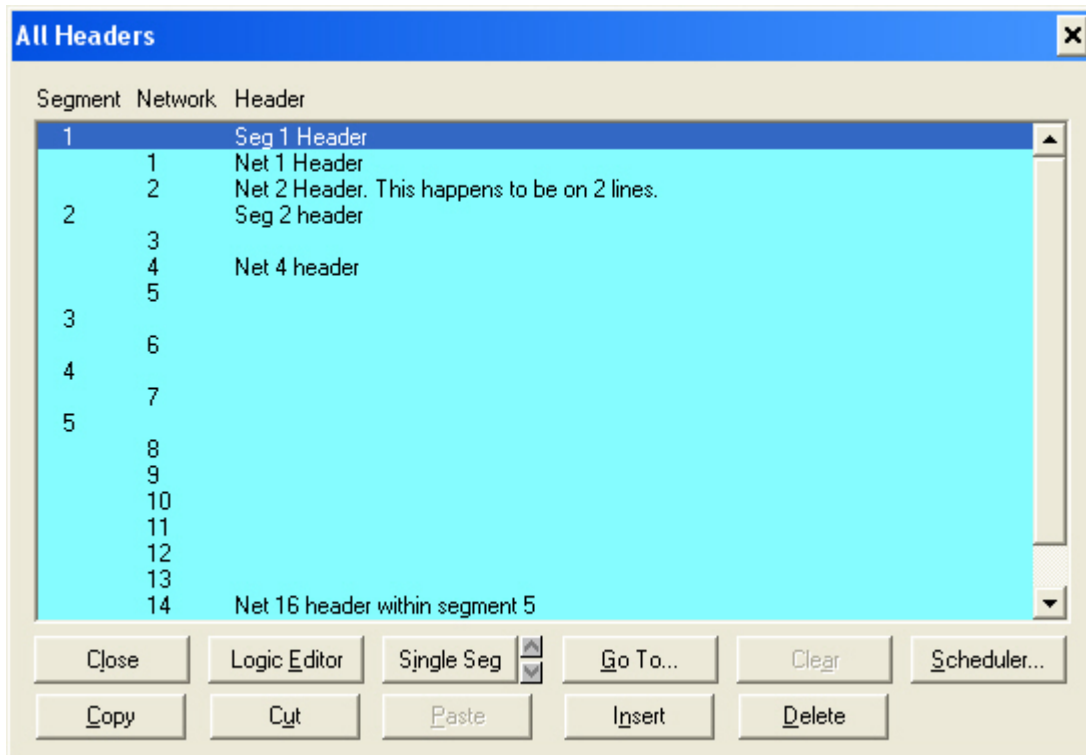 All Headers
Segment Network Header
1 Seg 1 Header
1 Net 1 Header
2 Net 2 Header. This happens to be on 2 lines.
2 Seg 2 header
3
4 Net 4 header
5
3
6
4
7
5
8
9
10
11
12
13
14 Net 16 header within segment 5
Close Logic Editor Single Seg Go To... Clear Scheduler...
Copy Cut Paste Insert Delete